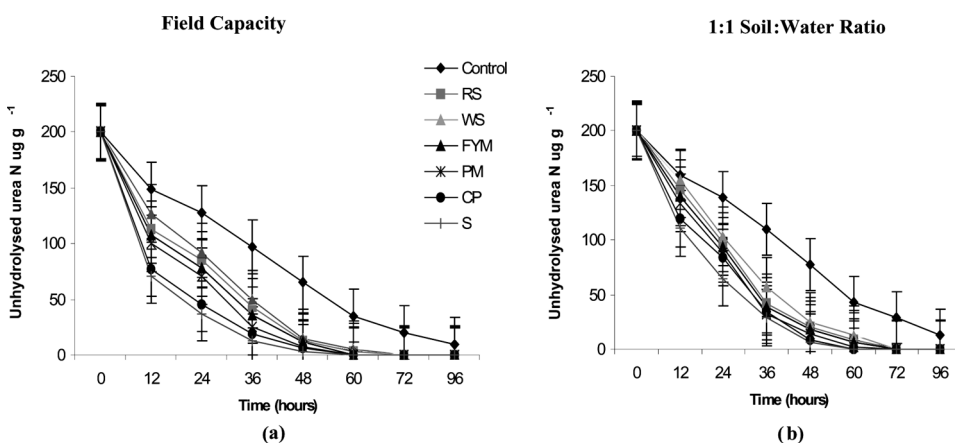 Field Capacity
Unhydrolysed urea N ug g -1
250
200
150
100
50
0
0 12 24 36 48 60 72 96
Time (hours)
(a)
Control
RS
WS
FYM
PM
CP
S
1:1 Soil:Water Ratio
Unhydrolysed urea N ug g -1
250
200
150
100
50
0
0 12 24 36 48 60 72 96
Time (hours)
(b)